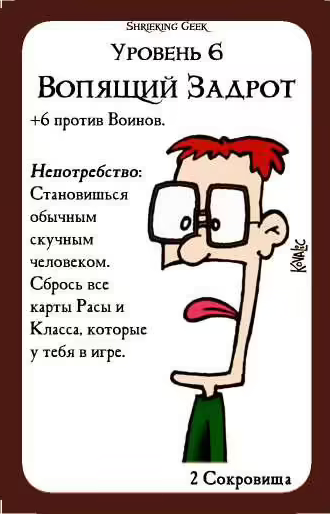 Shrieking Geek
Уровень 6
Вопящий Задрот
+6 против Воинов.
Непотребство:
Становишься
обычным
скучным
человеком.
Сбрось все
карты Расы и
Класса, которые
у тебя в игре.
Kovalic
2 Сокровища